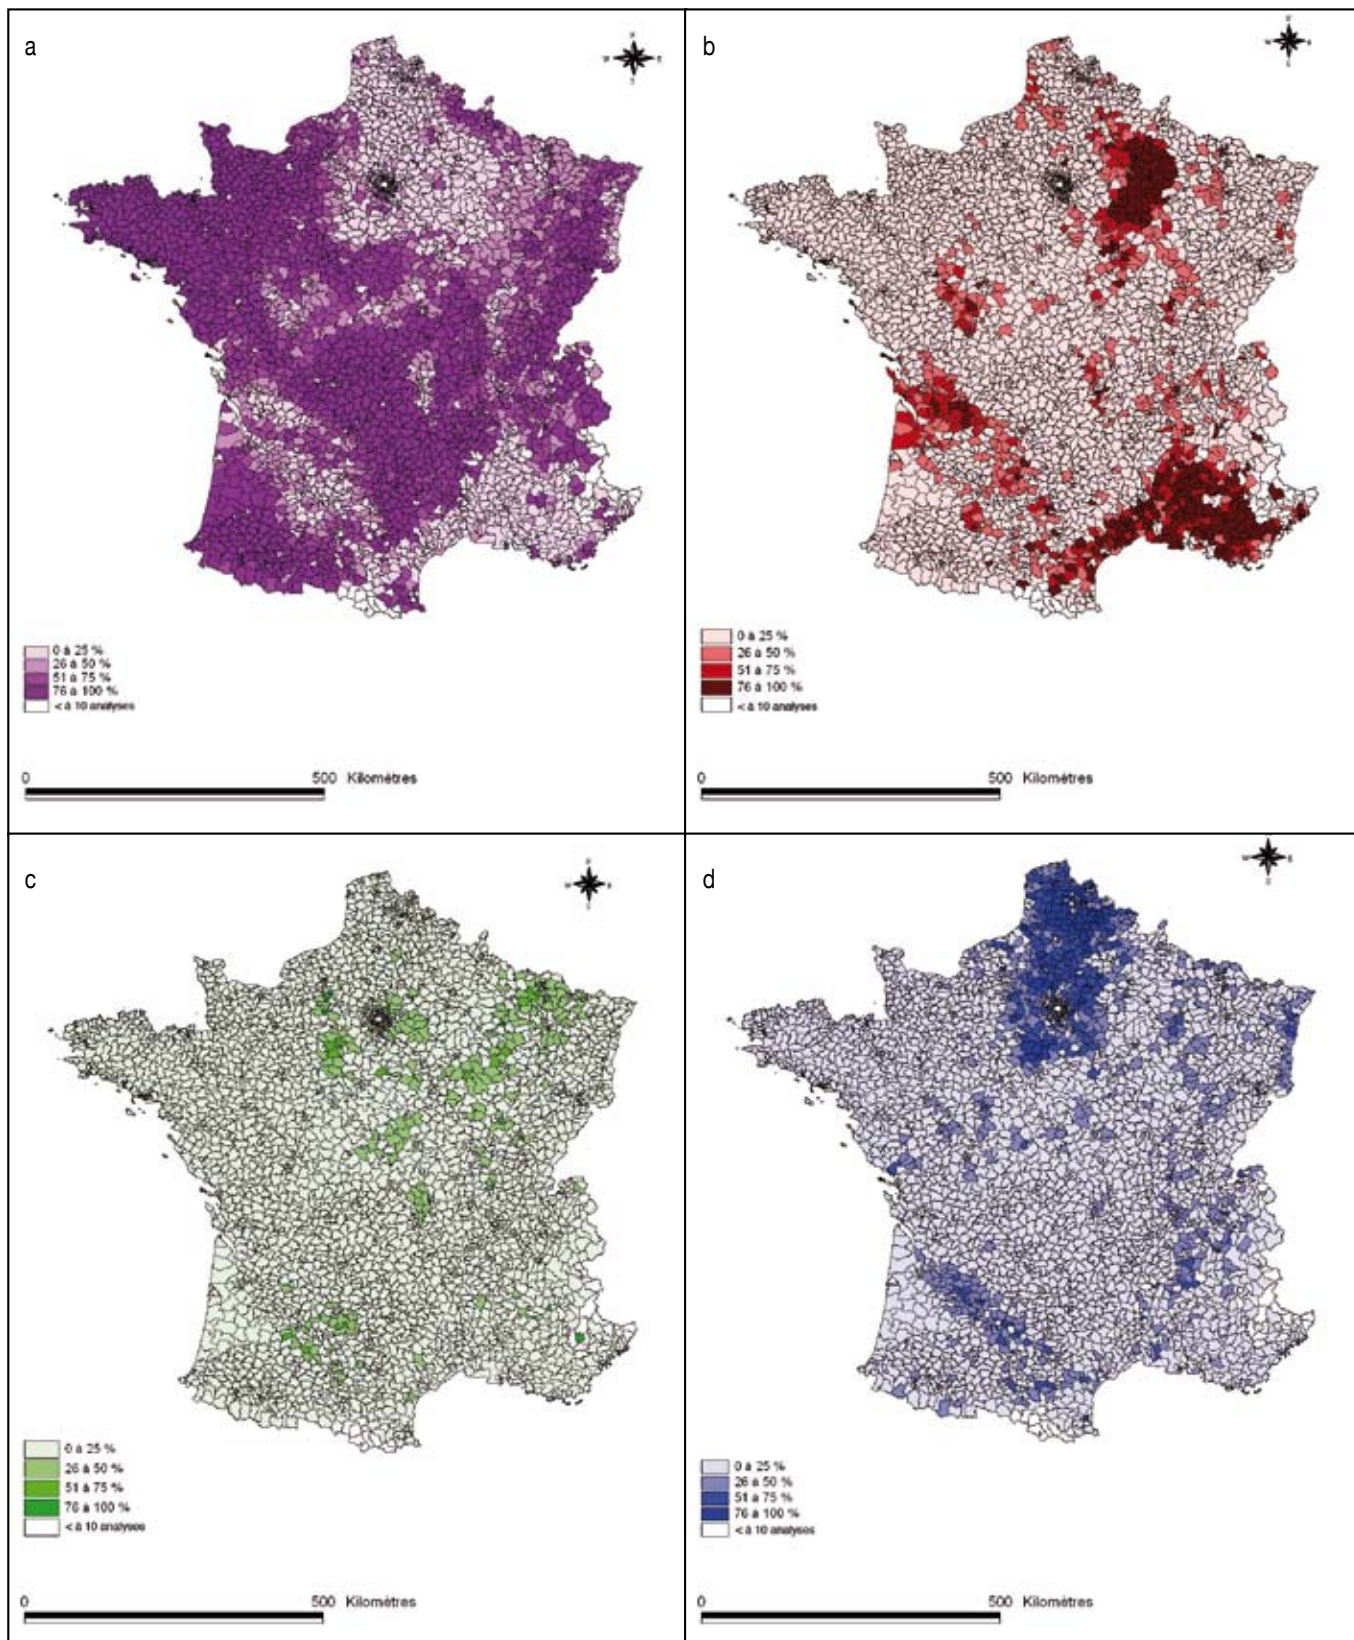 a
0 à 25 %
26 à 50 %
51 à 75 %
76 à 100 %
< à 10 analyses
0 500 Kilomètres
b
0 à 25 %
26 à 50 %
51 à 75 %
76 à 100 %
< à 10 analyses
0 500 Kilomètres
c
0 à 25 %
26 à 50 %
51 à 75 %
76 à 100 %
< à 10 analyses
0 500 Kilomètres
d
0 à 25 %
26 à 50 %
51 à 75 %
76 à 100 %
< à 10 analyses
0 500 Kilomètres